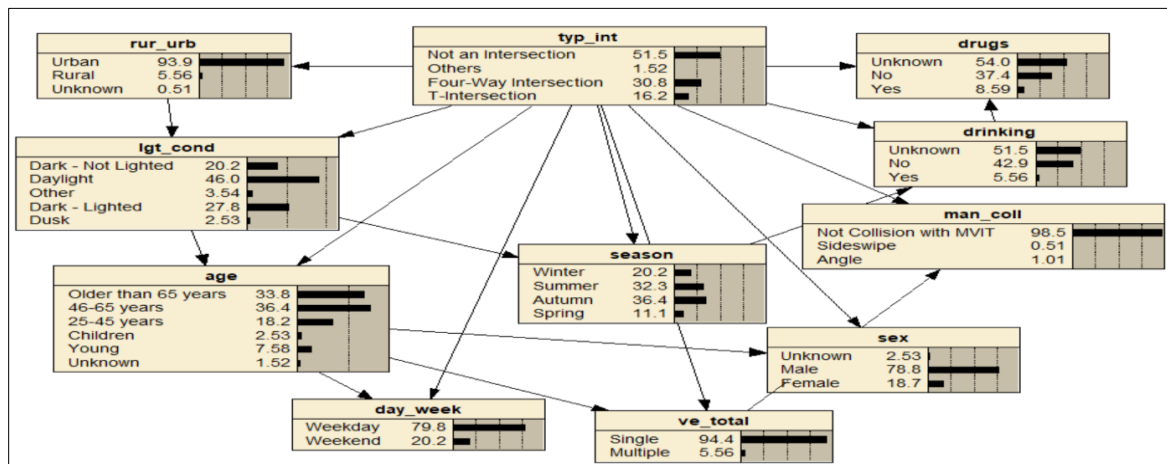 rur_urb
Urban 93.9
Rural 5.56
Unknown 0.51
typ_int
Not an Intersection 51.5
Others 1.52
Four-Way Intersection 30.8
T-Intersection 16.2
drugs
Unknown 54.0
No 37.4
Yes 8.59
lgt_cond
Dark - Not Lighted 20.2
Daylight 46.0
Other 3.54
Dark - Lighted 27.8
Dusk 2.53
drinking
Unknown 51.5
No 42.9
Yes 5.56
man_coll
Not Collision with MVIT 98.5
Sideswipe 0.51
Angle 1.01
age
Older than 65 years 33.8
46-65 years 36.4
25-45 years 18.2
Children 2.53
Young 7.58
Unknown 1.52
season
Winter 20.2
Summer 32.3
Autumn 36.4
Spring 11.1
sex
Unknown 2.53
Male 78.8
Female 18.7
day_week
Weekday 79.8
Weekend 20.2
ve_total
Single 94.4
Multiple 5.56